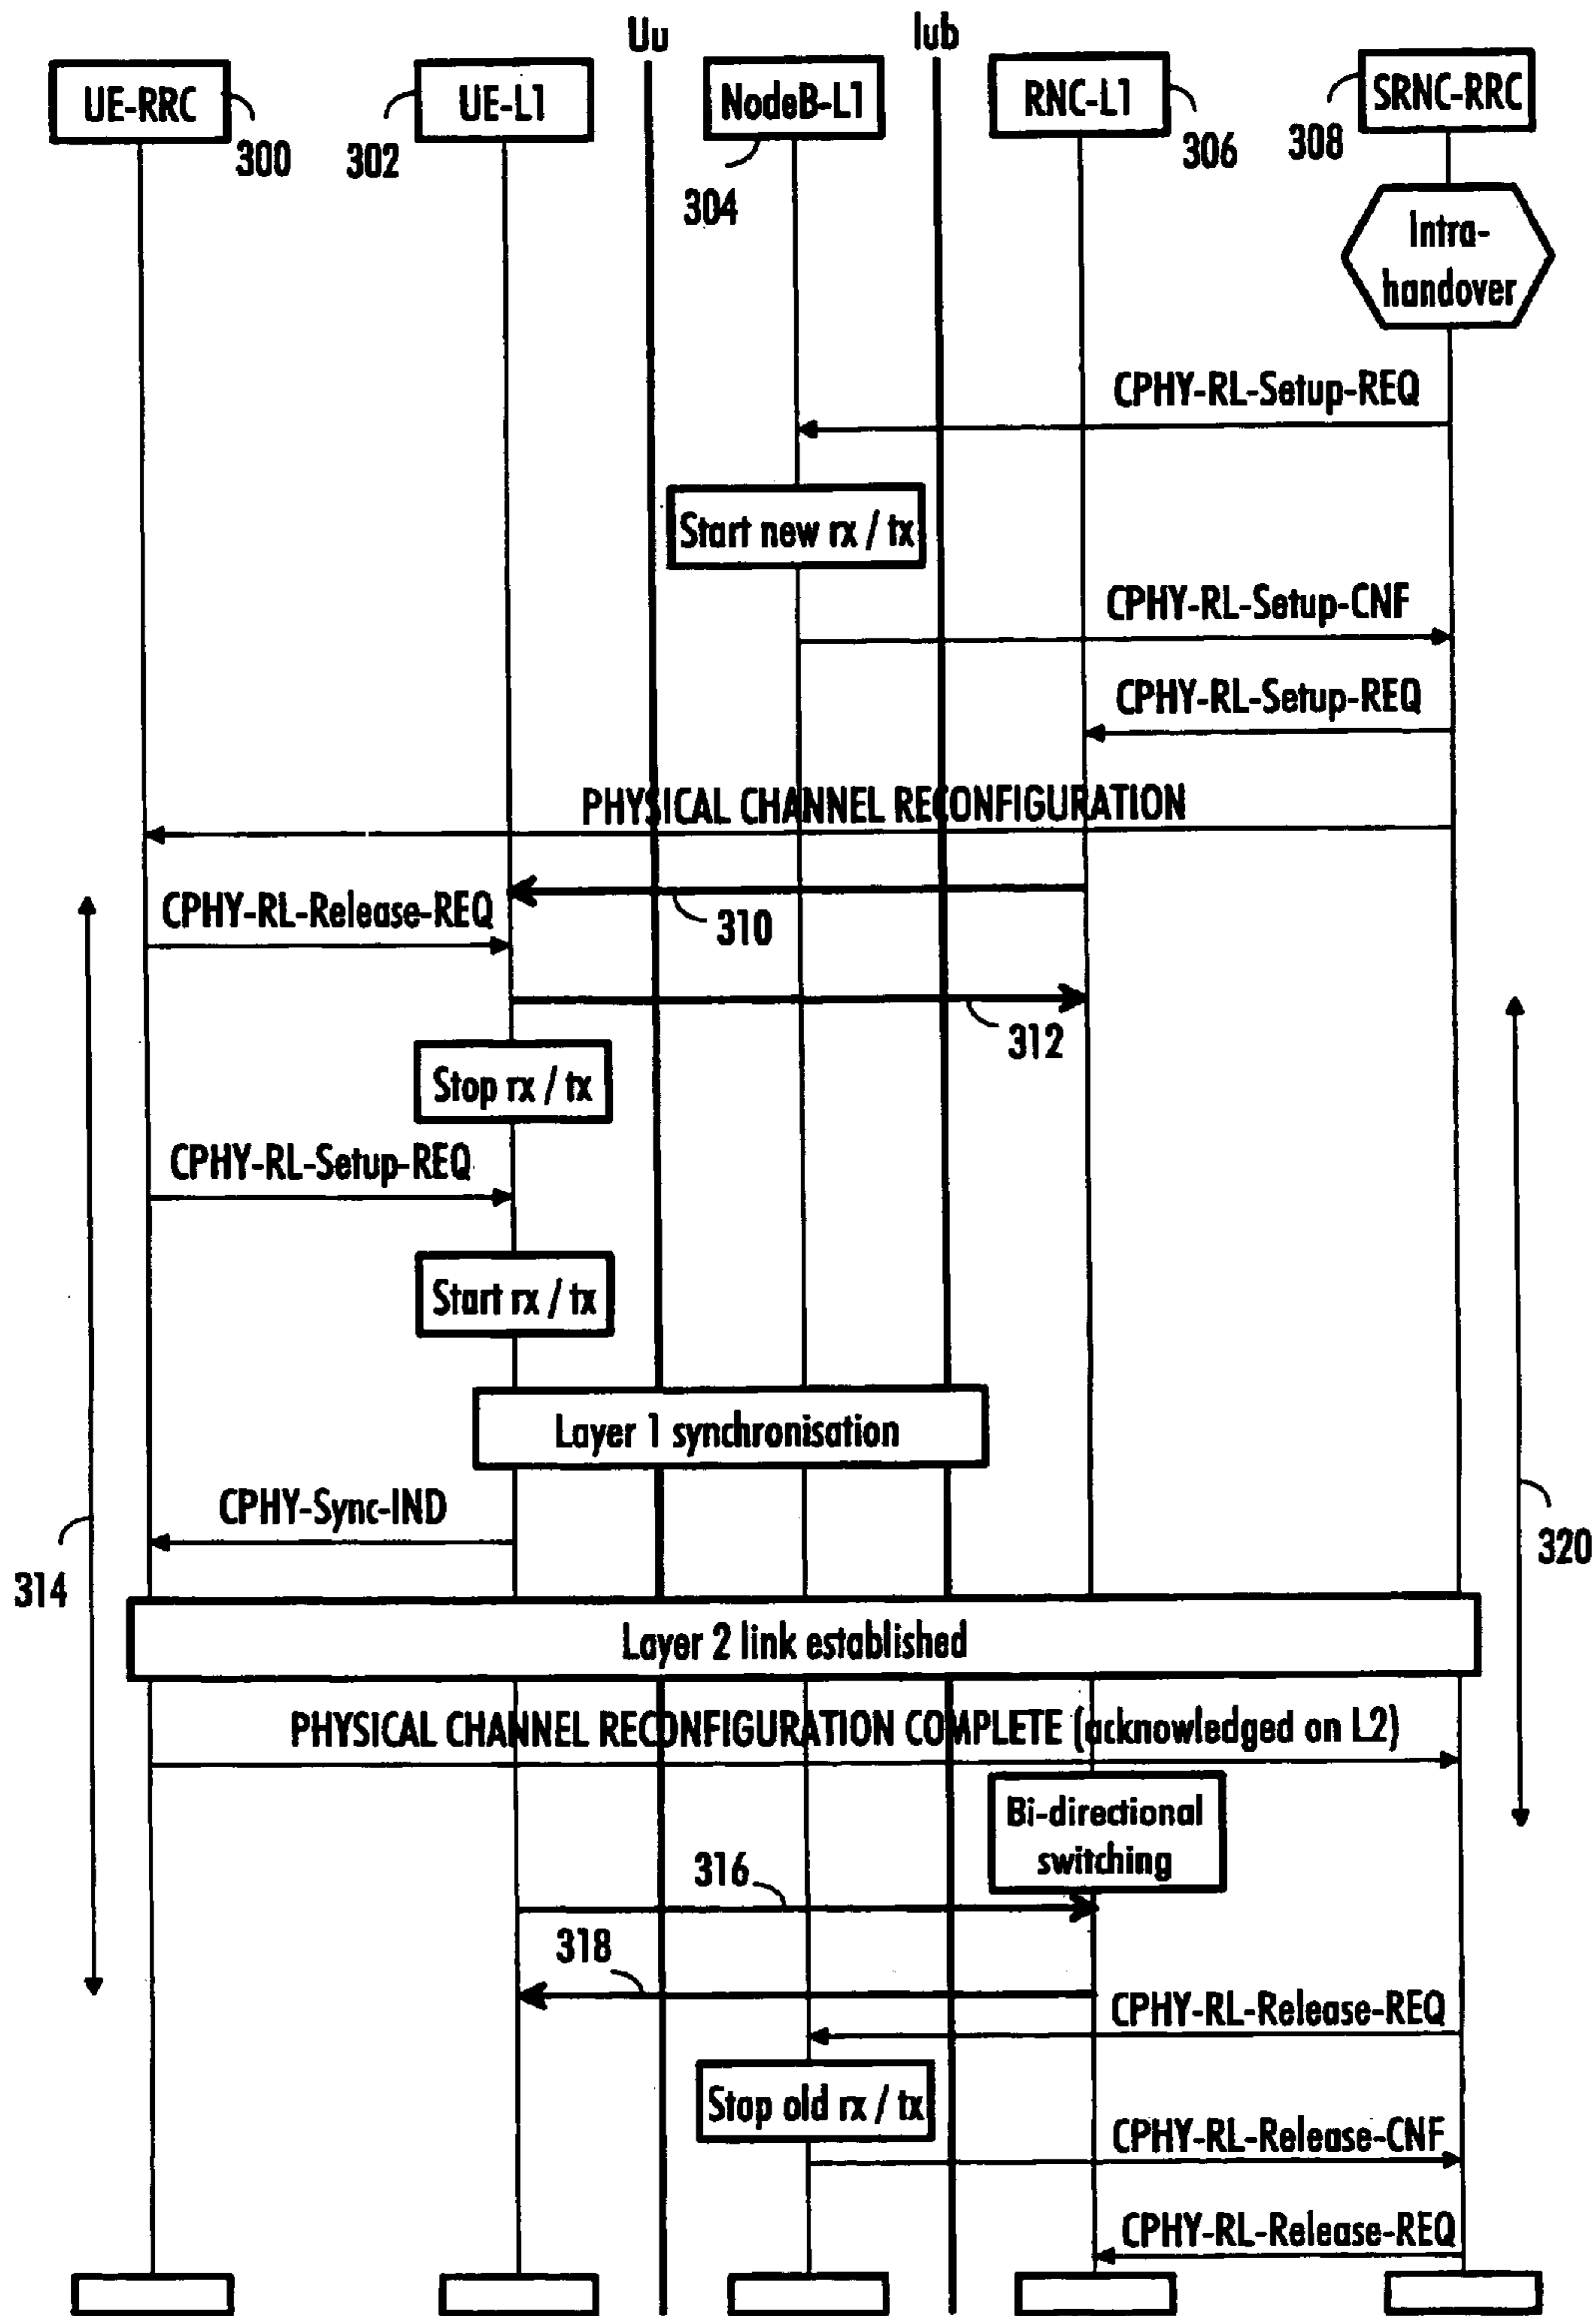 Uu
Iub
UE-RRC
UE-L1
NodeB-L1
RNC-L1
SRNC-RRC
300
302
304
306
308
Intra-
handover
CPHY-RL-Setup-REQ
Start new rx / tx
CPHY-RL-Setup-CNF
CPHY-RL-Setup-REQ
PHYSICAL CHANNEL RECONFIGURATION
CPHY-RL-Release-REQ
310
312
Stop rx / tx
CPHY-RL-Setup-REQ
Start rx / tx
Layer 1 synchronisation
CPHY-Sync-IND
314
320
Layer 2 link established
PHYSICAL CHANNEL RECONFIGURATION COMPLETE (acknowledged on L2)
Bi-directional
switching
316
318
CPHY-RL-Release-REQ
Stop old rx / tx
CPHY-RL-Release-CNF
CPHY-RL-Release-REQ